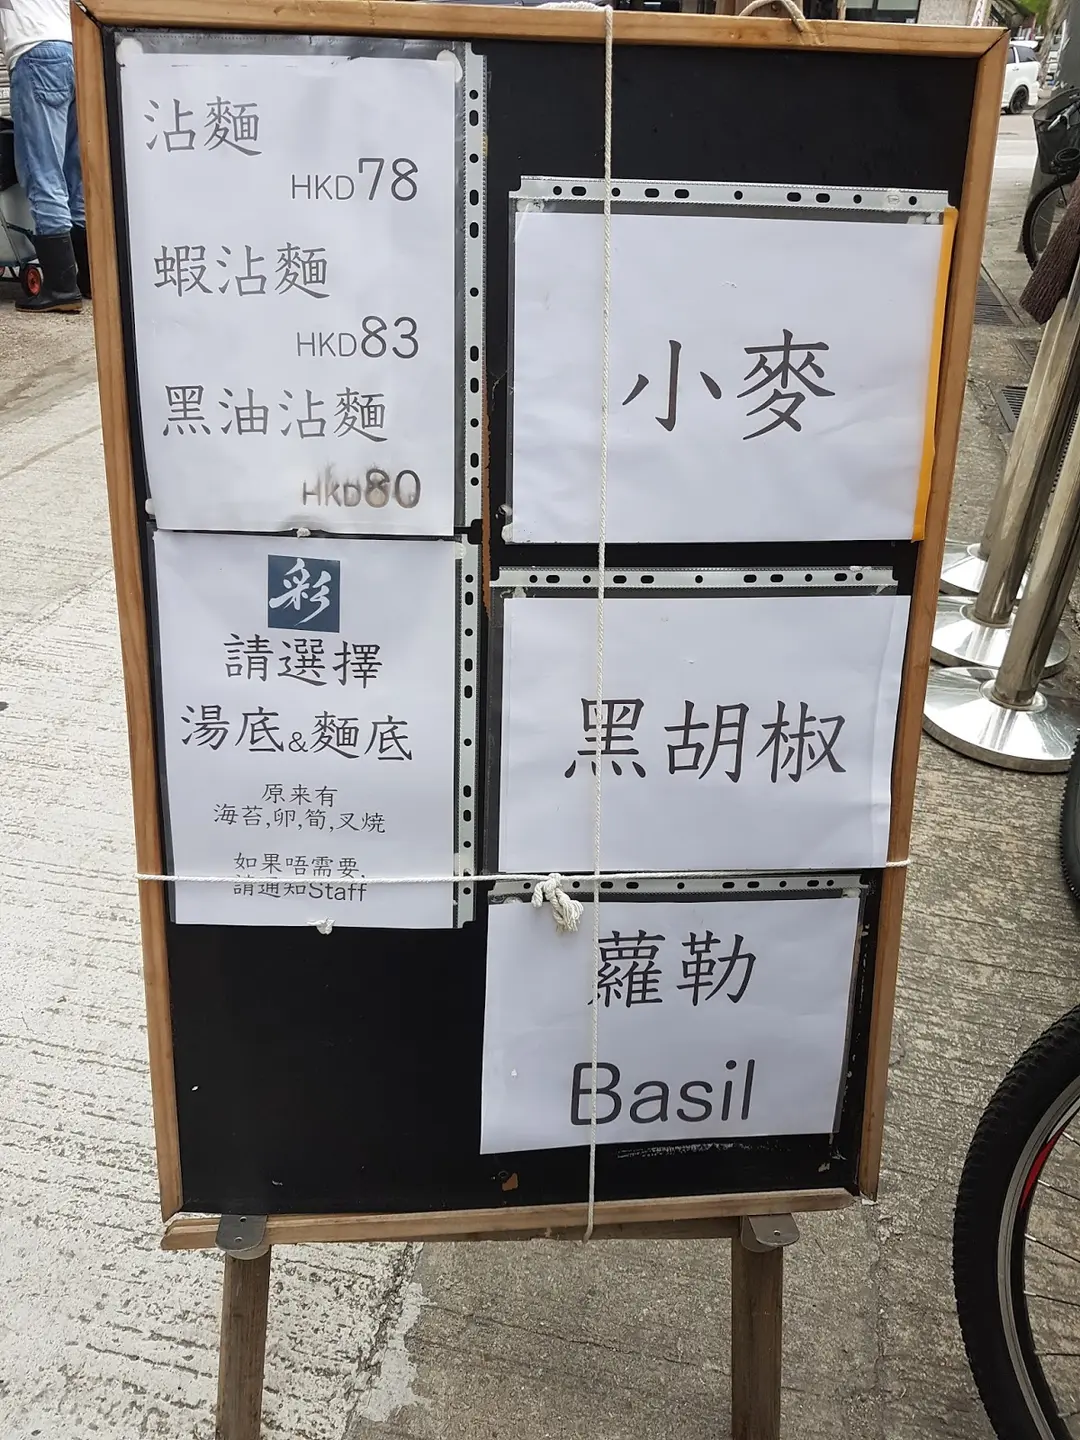 沾麵
HKD78
蝦沾麵
HKD83
黑油沾麵
HKD80
彩
請選擇
湯底&麵底
原来有
海苔,卵,筍,叉燒
如果唔需要,
請通知Staff
小麥
黑胡椒
蘿勒
Basil